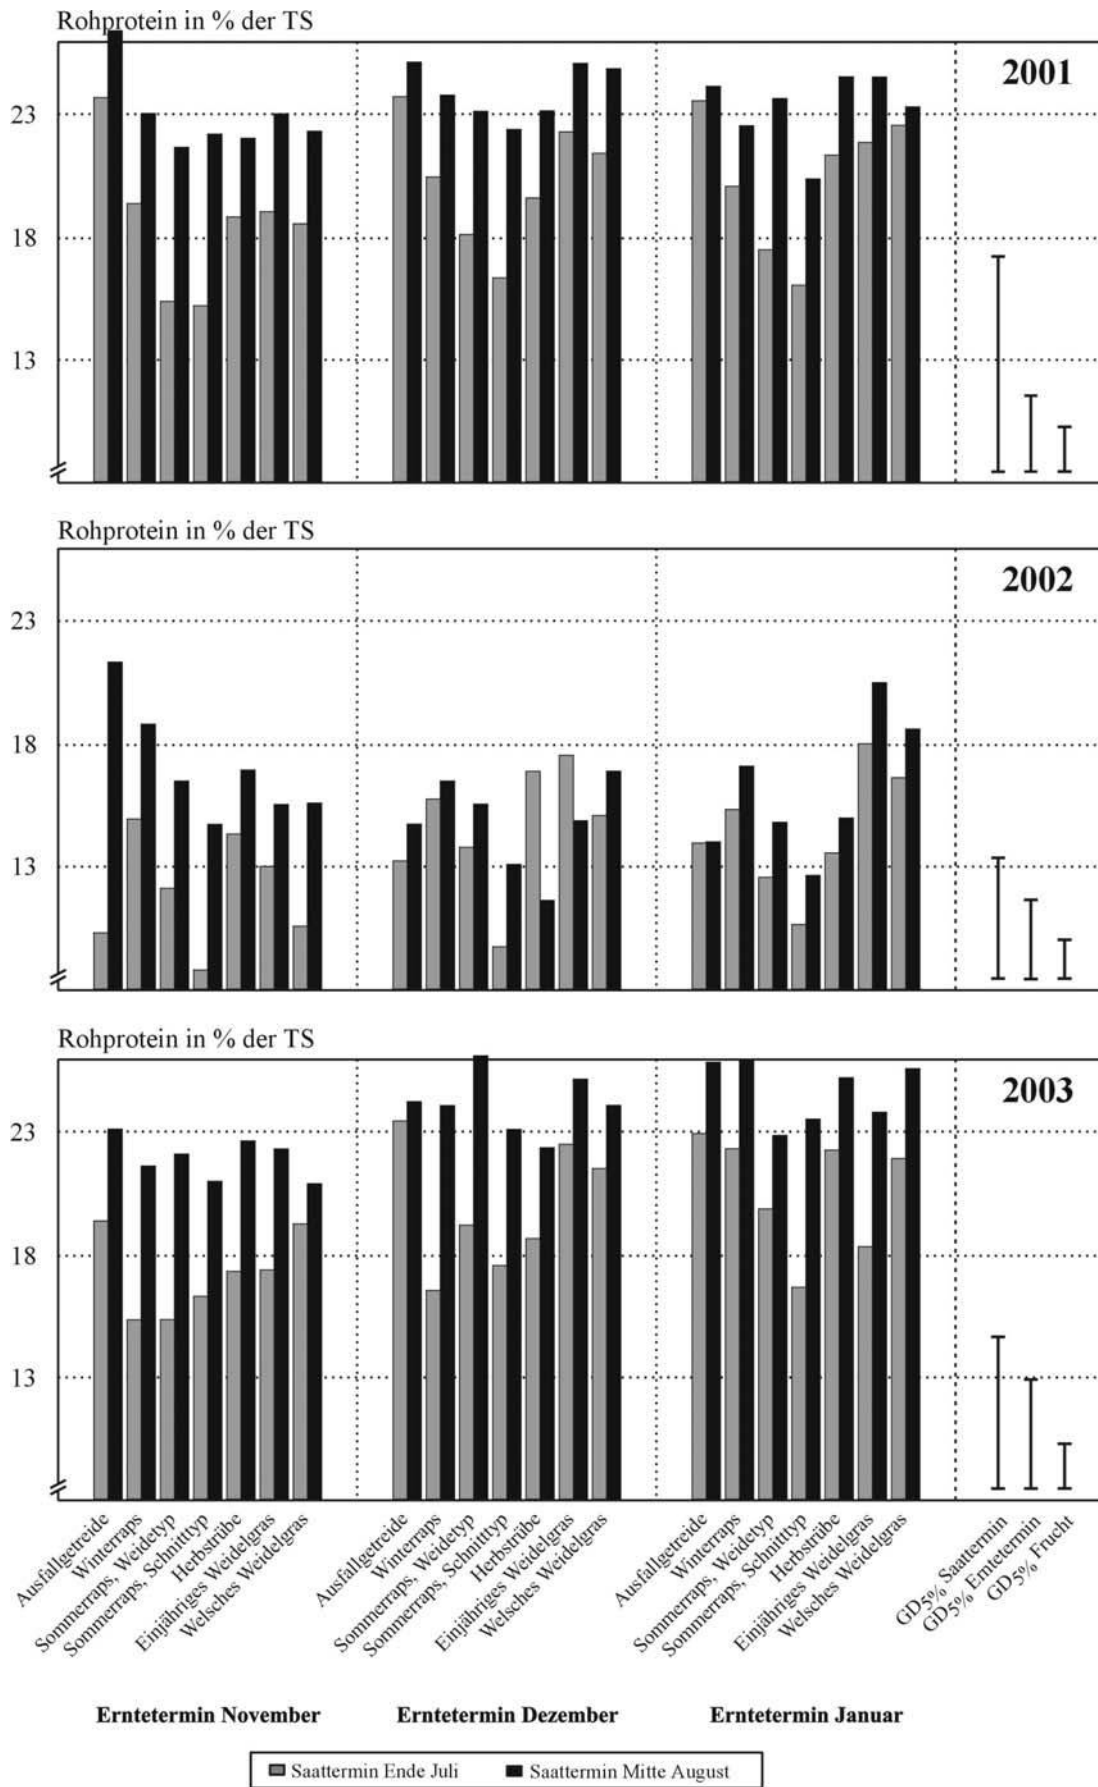 Rohprotein in % der TS
2001
23
18
13
Rohprotein in % der TS
2002
23
18
13
Rohprotein in % der TS
2003
23
18
13
Ausfallgetreide
Winterraps
Sommerraps, Weidetyp
Sommerraps, Schnitttyp
Herbstrübe
Einjähriges Weidelgras
Welsches Weidelgras
Ausfallgetreide
Winterraps
Sommerraps, Weidetyp
Sommerraps, Schnitttyp
Herbstrübe
Einjähriges Weidelgras
Welsches Weidelgras
Ausfallgetreide
Winterraps
Sommerraps, Weidetyp
Sommerraps, Schnitttyp
Herbstrübe
Einjähriges Weidelgras
Welsches Weidelgras
GD5% Saattermin
GD5% Erntetermin
GD5% Frucht
Erntetermin November
Erntetermin Dezember
Erntetermin Januar
Saattermin Ende Juli
Saattermin Mitte August